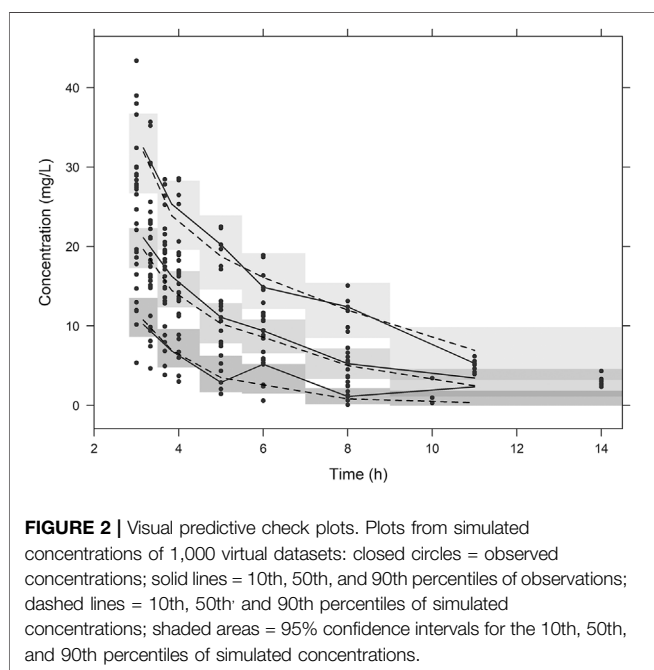 40
30
20
10
0
Concentration (mg/L)
2 4 6 8 10 12 14
Time (h)
FIGURE 2 | Visual predictive check plots. Plots from simulated
concentrations of 1,000 virtual datasets: closed circles = observed
concentrations; solid lines = 10th, 50th, and 90th percentiles of observations;
dashed lines = 10th, 50th, and 90th percentiles of simulated
concentrations; shaded areas = 95% confidence intervals for the 10th, 50th,
and 90th percentiles of simulated concentrations.